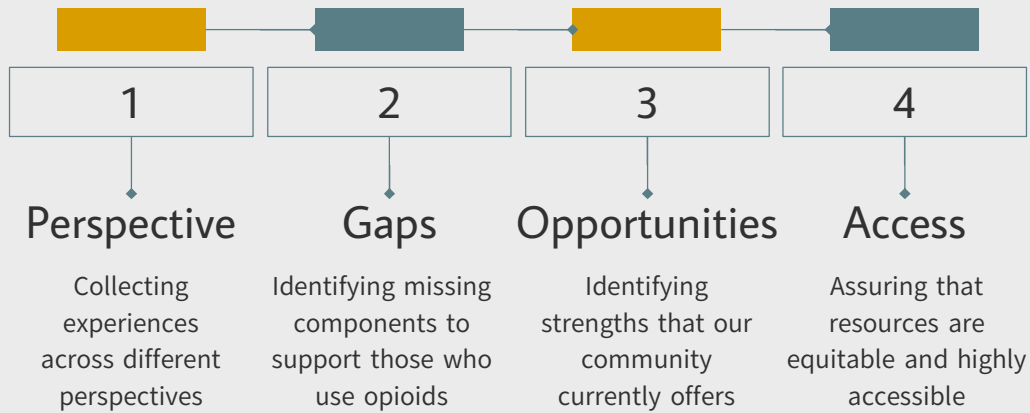 1
2
3
4
Perspective
Collecting
experiences
across different
perspectives
Gaps
Identifying missing
components to
support those who
use opioids
Opportunities
Identifying
strengths that our
community
currently offers
Access
Assuring that
resources are
equitable and highly
accessible